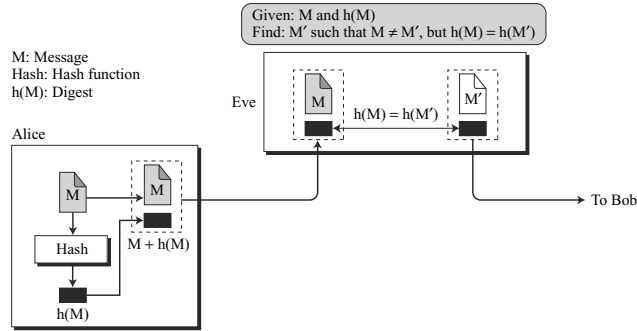 Given: M and h(M)
Find: M′ such that M ≠ M′, but h(M) = h(M′)
M: Message
Hash: Hash function
h(M): Digest
Eve
M
M′
h(M) = h(M′)
Alice
M
M
Hash
M + h(M)
h(M)
To Bob